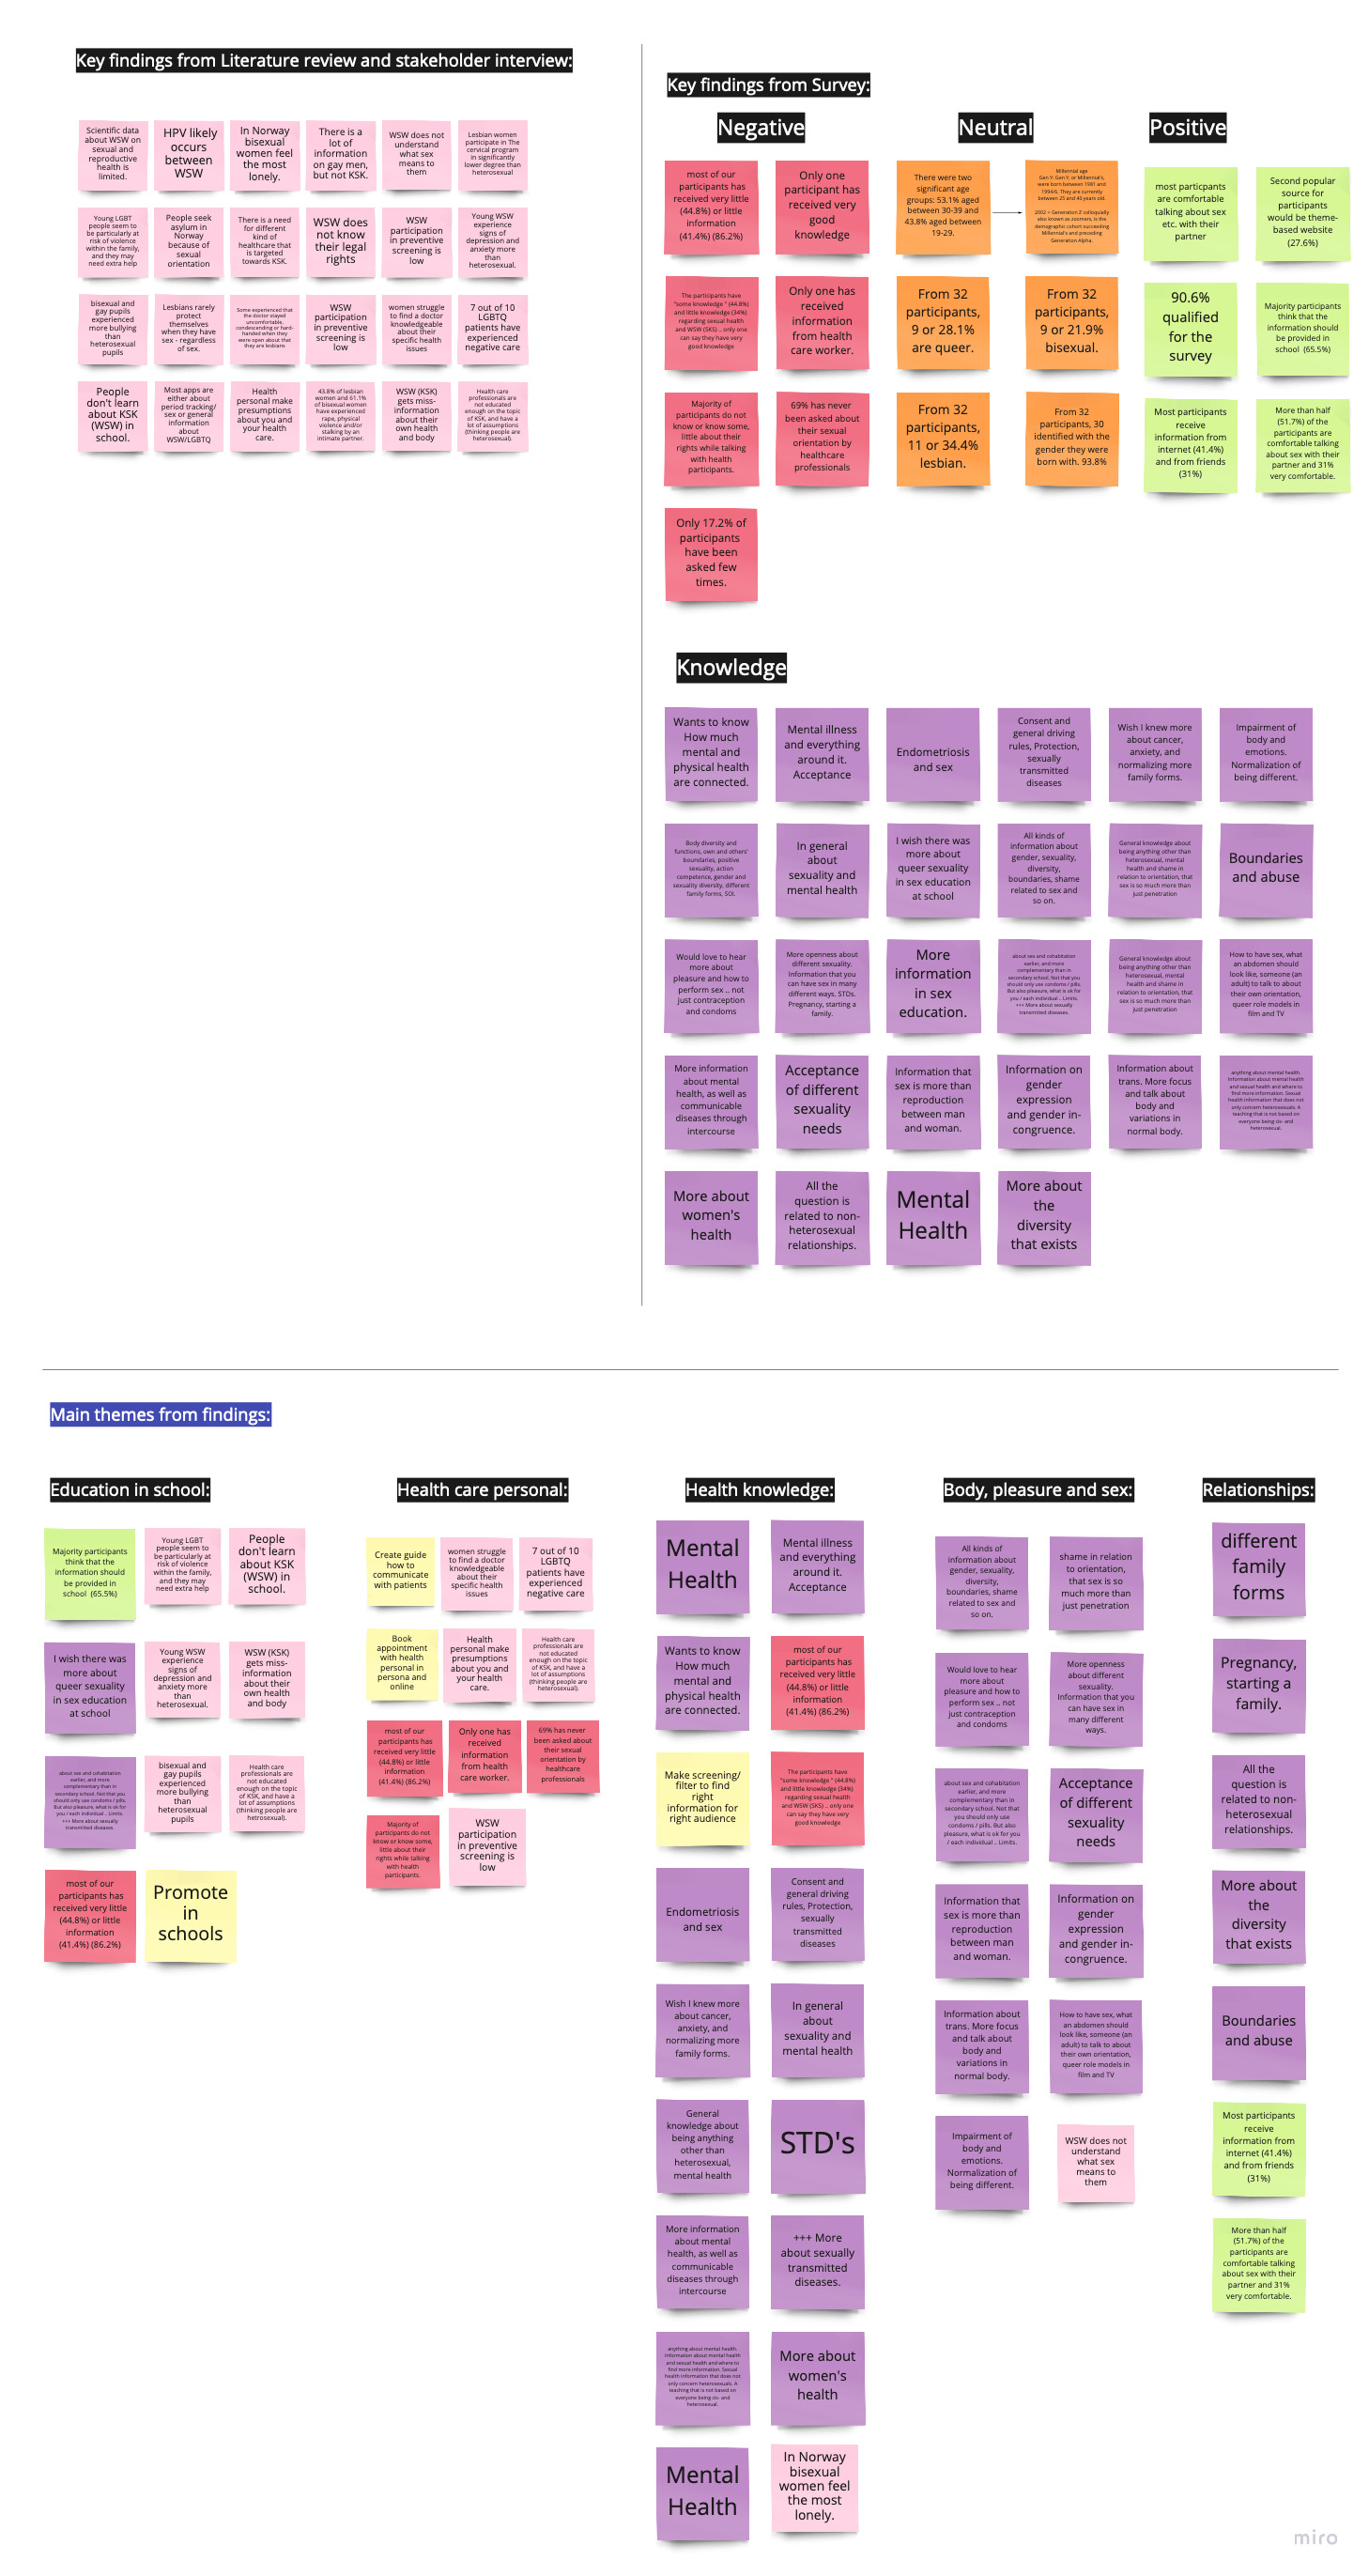 Key findings from Literature review and stakeholder interview:
Scientific data
about WSW on
sexual and
reproductive
health is
limited.
HPV likely
occurs
between
WSW
In Norway
bisexual
women feel
the most
lonely.
There is a
lot of
information
on gay men,
but not KSK.
WSW does not
understand
what sex
means to
them
Lesbian women
participate in The
cervical program
in significantly
lower degree than
heterosexual
Young LGBT
people seem to
be particularly at
risk of violence
within the family,
and they may
need extra help
People seek
asylum in
Norway
because of
sexual
orientation
There is a need
for different
kind of
healthcare that
is targeted
towards KSK.
WSW does
not know
their legal
rights
WSW
participation
in preventive
screening is
low
Young WSW
experience
signs of
depression and
anxiety more
than
heterosexual.
bisexual and
gay pupils
experienced
more bullying
than
heterosexual
pupils
Lesbians rarely
protect
themselves
when they have
sex - regardless
of sex.
Some experienced that
the doctor stayed
uncomfortable,
condescending or hard-
handed when they
were open about that
they are lesbians
WSW
participation
in preventive
screening is
low
women struggle
to find a doctor
knowledgeable
about their
specific health
issues
7 out of 10
LGBTQ
patients have
experienced
negative care
People
don't learn
about KSK
(WSW) in
school.
Most apps are
either about
period tracking/
sex or general
information
about
WSW/LGBTQ
Health
personal make
presumptions
about you and
your health
care.
43.8% of lesbian
women and 61.1%
of bisexual women
have experienced
rape, physical
violence and/or
stalking by an
intimate partner.
WSW (KSK)
gets miss-
information
about their
own health
and body
Health care
professionals are
not educated
enough on the topic
of KSK, and have a
lot of assumptions
(thinking people are
heterosexual).
Key findings from Survey:
Negative
most of our
participants has
received very little
(44.8%) or little
information
(41.4%) (86.2%)
Only one
participant has
received very
good
knowledge
The participants have
"some knowledge " (44.8%)
and little knowledge (34%)
regarding sexual health
and WSW (SKS) .. only one
can say they have very
good knowledge
Only one has
received
information
from health
care worker.
Majority of
participants do not
know or know some,
little about their
rights while talking
with health
participants.
69% has never
been asked about
their sexual
orientation by
healthcare
professionals
Only 17.2% of
participants
have been
asked few
times.
Neutral
There were two
significant age
groups: 53.1% aged
between 30-39 and
43.8% aged between
19-29.
Millennial age
Gen Y: Gen Y, or Millennials,
were born between 1981 and
1994/6. They are currently
between 25 and 40 years old.
2002 = Generation Z colloquially
also known as zoomers, is the
demographic cohort succeeding
Millennials and preceding
Generation Alpha.
From 32
participants,
9 or 28.1%
are queer.
From 32
participants,
9 or 21.9%
bisexual.
From 32
participants,
11 or 34.4%
lesbian.
From 32
participants, 30
identified with the
gender they were
born with. 93.8%
Positive
most particpants
are comfortable
talking about sex
etc. with their
partner
Second popular
source for
participants
would be theme-
based website
(27.6%)
90.6%
qualified
for the
survey
Majority participants
think that the
information should
be provided in
school (65.5%)
Most participants
receive
information from
internet (41.4%)
and from friends
(31%)
More than half
(51.7%) of the
participants are
comfortable talking
about sex with their
partner and 31%
very comfortable.
Knowledge
Wants to know
How much
mental and
physical health
are connected.
Mental illness
and everything
around it.
Acceptance
Endometriosis
and sex
Consent and
general driving
rules, Protection,
sexually
transmitted
diseases
Wish I knew more
about cancer,
anxiety, and
normalizing more
family forms.
Impairment of
body and
emotions.
Normalization of
being different.
Body diversity and
functions, own and others'
boundaries, positive
sexuality, action
competence, gender and
sexuality diversity, different
family forms, SOI.
In general
about
sexuality and
mental health
I wish there was
more about
queer sexuality
in sex education
at school
All kinds of
information about
gender, sexuality,
diversity,
boundaries, shame
related to sex and
so on.
General knowledge about
being anything other than
heterosexual, mental
health and shame in
relation to orientation, that
sex is so much more than
just penetration
Boundaries
and abuse
Would love to hear
more about
pleasure and how to
perform sex .. not
just contraception
and condoms
More openness about
different sexuality.
Information that you
can have sex in many
different ways. STDs.
Pregnancy, starting a
family.
More
information
in sex
education.
about sex and cohabitation
earlier, and more
complementary than in
secondary school. Not that you
should only use condoms / pills.
But also pleasure, what is ok for
you / each individual .. Limits.
+++ More about sexually
transmitted diseases.
General knowledge about
being anything other than
heterosexual, mental
health and shame in
relation to orientation, that
sex is so much more than
just penetration
How to have sex, what
an abdomen should
look like, someone (an
adult) to talk to about
their own orientation,
queer role models in
film and TV
More information
about mental
health, as well as
communicable
diseases through
intercourse
Acceptance
of different
sexuality
needs
Information that
sex is more than
reproduction
between man
and woman.
Information on
gender
expression
and gender in-
congruence.
Information about
trans. More focus
and talk about
body and
variations in
normal body.
anything about mental health.
Information about mental health
and sexual health and where to
find more information. Sexual
health information that does not
only concern heterosexuals. A
teaching that is not based on
everyone being cis- and
heterosexual.
More about
women's
health
All the
question is
related to non-
heterosexual
relationships.
Mental
Health
More about
the
diversity
that exists
Main themes from findings:
Education in school:
Majority participants
think that the
information should
be provided in
school (65.5%)
Young LGBT
people seem to
be particularly at
risk of violence
within the family,
and they may
need extra help
People
don't learn
about KSK
(WSW) in
school.
I wish there was
more about
queer sexuality
in sex education
at school
Young WSW
experience
signs of
depression and
anxiety more
than
heterosexual.
WSW (KSK)
gets miss-
information
about their
own health
and body
about sex and cohabitation
earlier, and more
complementary than in
secondary school. Not that you
should only use condoms / pills.
But also pleasure, what is ok for
you / each individual .. Limits.
+++ More about sexually
transmitted diseases.
bisexual and
gay pupils
experienced
more bullying
than
heterosexual
pupils
Health care
professionals are
not educated
enough on the topic
of KSK, and have a
lot of assumptions
(thinking people are
heterosexual).
most of our
participants has
received very little
(44.8%) or little
information
(41.4%) (86.2%)
Promote
in
schools
Health care personal:
Create guide
how to
communicate
with patients
women struggle
to find a doctor
knowledgeable
about their
specific health
issues
7 out of 10
LGBTQ
patients have
experienced
negative care
Book
appointment
with health
personal in
persona and
online
Health
personal make
presumptions
about you and
your health
care.
Health care
professionals are
not educated
enough on the topic
of KSK, and have a
lot of assumptions
(thinking people are
heterosexual).
most of our
participants has
received very little
(44.8%) or little
information
(41.4%) (86.2%)
Only one has
received
information
from health
care worker.
69% has never
been asked about
their sexual
orientation by
healthcare
professionals
Majority of
participants do not
know or know some,
little about their
rights while talking
with health
participants.
WSW
participation
in preventive
screening is
low
Health knowledge:
Mental
Health
Mental illness
and everything
around it.
Acceptance
Wants to know
How much
mental and
physical health
are connected.
most of our
participants has
received very little
(44.8%) or little
information
(41.4%) (86.2%)
Make screening/
filter to find
right
information for
right audience
The participants have
"some knowledge " (44.8%)
and little knowledge (34%)
regarding sexual health
and WSW (SKS) .. only one
can say they have very
good knowledge
Endometriosis
and sex
Consent and
general driving
rules, Protection,
sexually
transmitted
diseases
Wish I knew more
about cancer,
anxiety, and
normalizing more
family forms.
In general
about
sexuality and
mental health
General
knowledge about
being anything
other than
heterosexual,
mental health
STD's
More information
about mental
health, as well as
communicable
diseases through
intercourse
+++ More
about sexually
transmitted
diseases.
anything about mental health.
Information about mental health
and sexual health and where to
find more information. Sexual
health information that does not
only concern heterosexuals. A
teaching that is not based on
everyone being cis- and
heterosexual.
More about
women's
health
Mental
Health
In Norway
bisexual
women feel
the most
lonely.
Body, pleasure and sex:
All kinds of
information about
gender, sexuality,
diversity,
boundaries, shame
related to sex and
so on.
shame in relation
to orientation,
that sex is so
much more than
just penetration
Would love to hear
more about
pleasure and how to
perform sex .. not
just contraception
and condoms
More openness
about different
sexuality.
Information that you
can have sex in
many different
ways.
about sex and cohabitation
earlier, and more
complementary than in
secondary school. Not that
you should only use
condoms / pills. But also
pleasure, what is ok for you
/ each individual .. Limits.
Acceptance
of different
sexuality
needs
Information that
sex is more than
reproduction
between man
and woman.
Information on
gender
expression
and gender in-
congruence.
Information about
trans. More focus
and talk about
body and
variations in
normal body.
How to have sex, what
an abdomen should
look like, someone (an
adult) to talk to about
their own orientation,
queer role models in
film and TV
Impairment of
body and
emotions.
Normalization of
being different.
WSW does not
understand
what sex
means to
them
Relationships:
different
family
forms
Pregnancy,
starting a
family.
All the
question is
related to non-
heterosexual
relationships.
More about
the
diversity
that exists
Boundaries
and abuse
Most participants
receive
information from
internet (41.4%)
and from friends
(31%)
More than half
(51.7%) of the
participants are
comfortable talking
about sex with their
partner and 31%
very comfortable.
miro